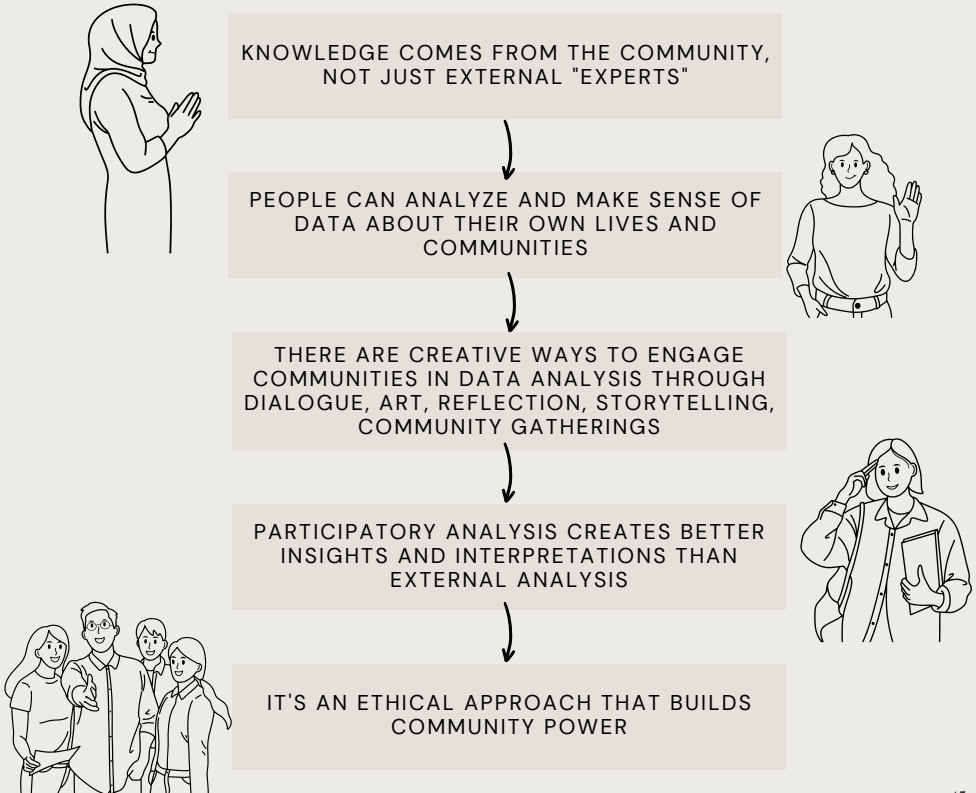 KNOWLEDGE COMES FROM THE COMMUNITY,
NOT JUST EXTERNAL "EXPERTS"
PEOPLE CAN ANALYZE AND MAKE SENSE OF
DATA ABOUT THEIR OWN LIVES AND
COMMUNITIES
THERE ARE CREATIVE WAYS TO ENGAGE
COMMUNITIES IN DATA ANALYSIS THROUGH
DIALOGUE, ART, REFLECTION, STORYTELLING,
COMMUNITY GATHERINGS
PARTICIPATORY ANALYSIS CREATES BETTER
INSIGHTS AND INTERPRETATIONS THAN
EXTERNAL ANALYSIS
IT'S AN ETHICAL APPROACH THAT BUILDS
COMMUNITY POWER